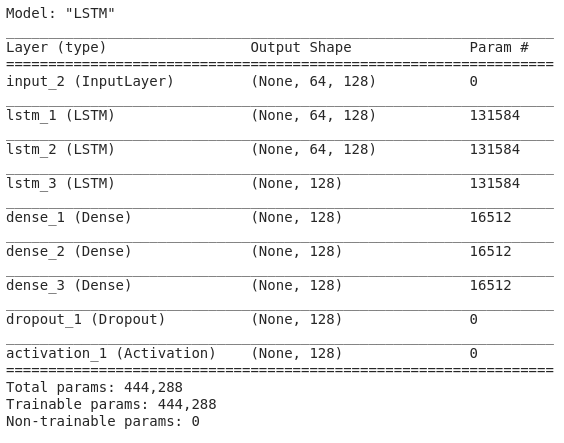 Model: "LSTM"
Layer (type)                 Output Shape              Param #
=================================================================
input_2 (InputLayer)         (None, 64, 128)           0
lstm_1 (LSTM)                (None, 64, 128)           131584
lstm_2 (LSTM)                (None, 64, 128)           131584
lstm_3 (LSTM)                (None, 128)               131584
dense_1 (Dense)              (None, 128)               16512
dense_2 (Dense)              (None, 128)               16512
dense_3 (Dense)              (None, 128)               16512
dropout_1 (Dropout)          (None, 128)               0
activation_1 (Activation)    (None, 128)               0
=================================================================
Total params: 444,288
Trainable params: 444,288
Non-trainable params: 0